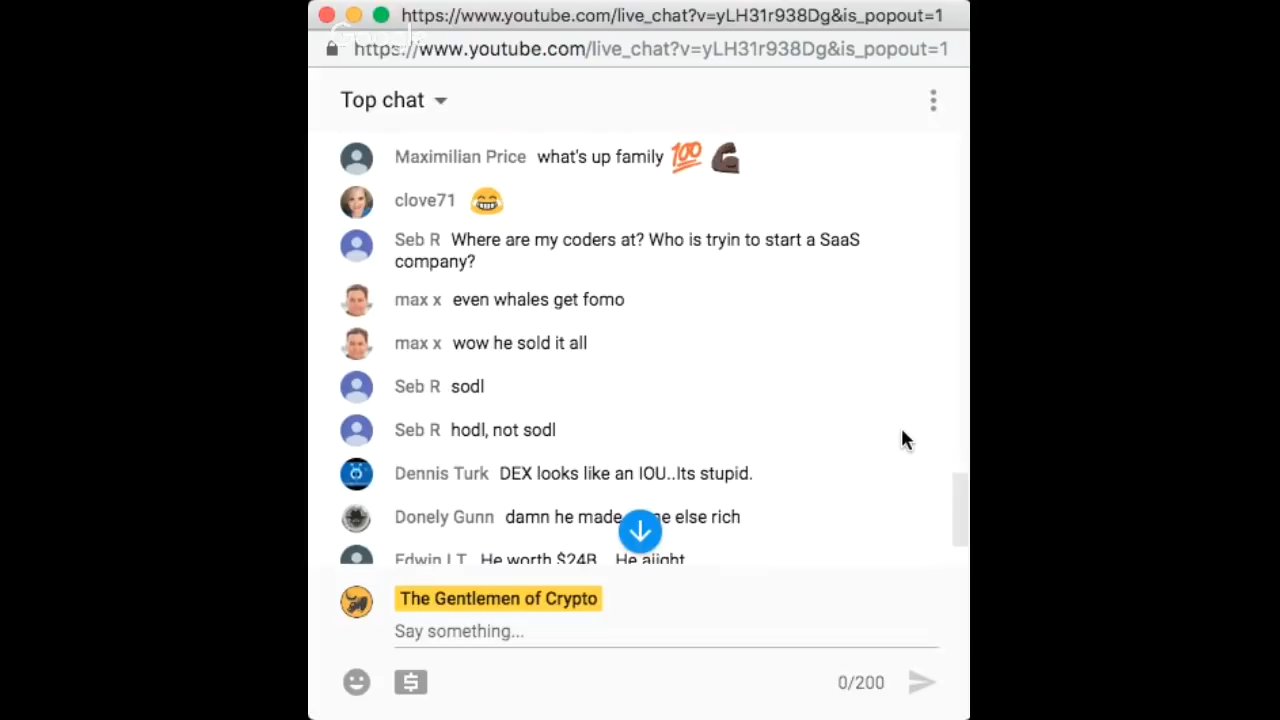 https://www.youtube.com/live_chat?v=yLH31r938Dg&is_popout=1
Google
https://www.youtube.com/live_chat?v=yLH31r938Dg&is_popout=1
Top chat
Maximilian Price what's up family 💯
clove71
Seb R Where are my coders at? Who is tryin to start a SaaS
company?
max x even whales get fomo
max x wow he sold it all
Seb R sodl
Seb R hodl, not sodl
Dennis Turk DEX looks like an IOU..Its stupid.
Donely Gunn damn he made else rich
Edwin He worth $24B He aiight
The Gentlemen of Crypto
Say something...
$
0/200